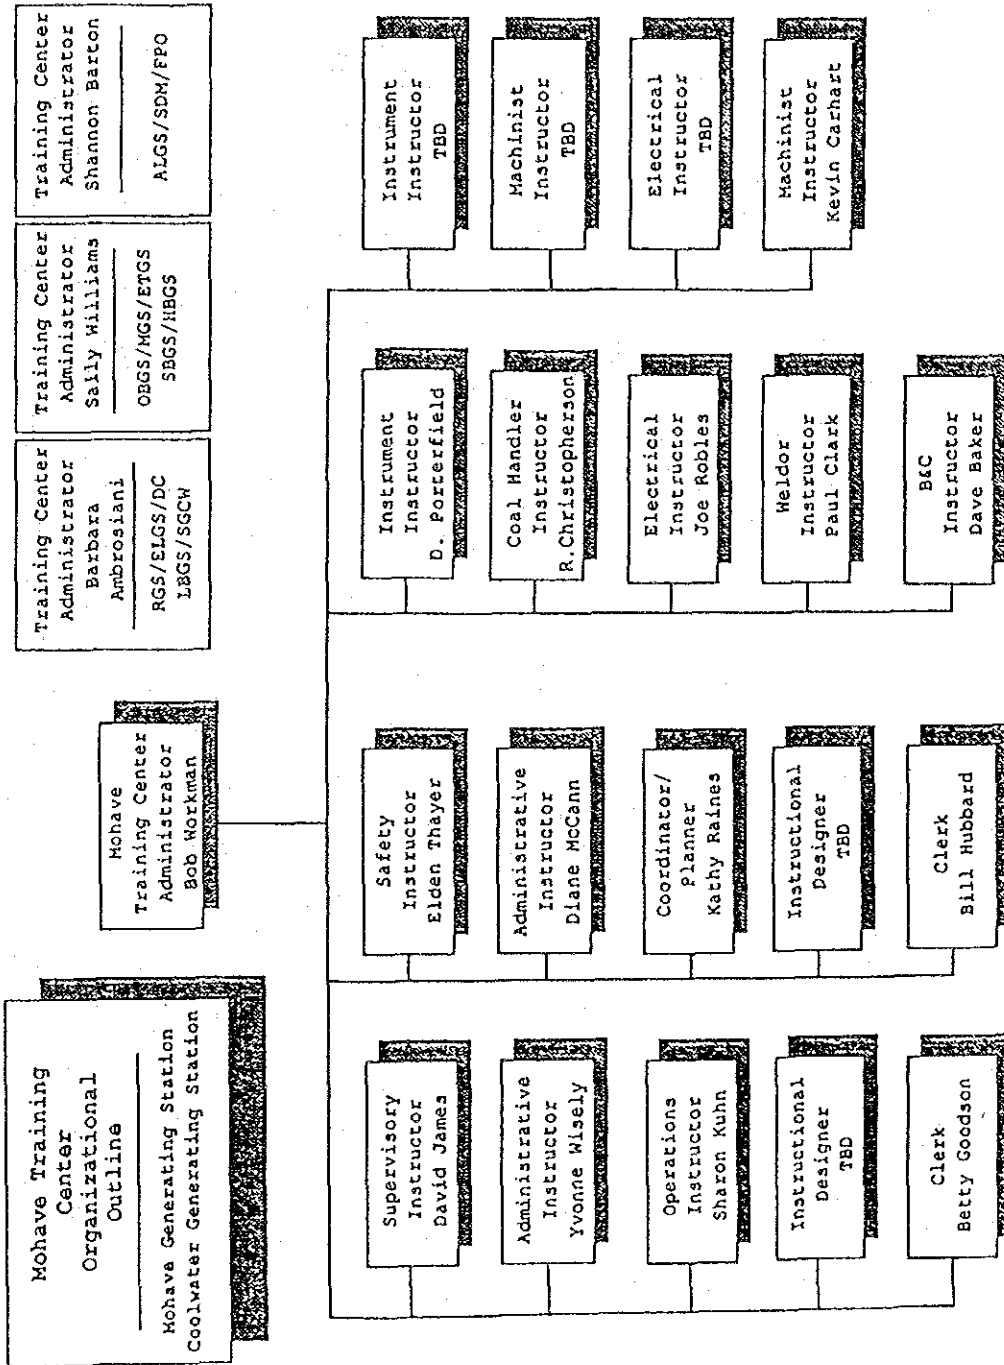 Mohave Training
Center
Organizational
Outline
Mohave Generating Station
Coolwater Generating Station
Mohave
Training Center
Administrator
Bob Workman
Training Center
Administrator
Barbara
Ambrosiani
RGS/ELGS/DC
LBGS/SGCW
Training Center
Administrator
Sally Williams
OBGS/MGS/ETGS
SBGS/HBGS
Training Center
Administrator
Shannon Barton
ALGS/SDM/FPO
Supervisory
Instructor
David James
Administrative
Instructor
Yvonne Wisely
Operations
Instructor
Sharon Kuhn
Instructional
Designer
TBD
Clerk
Betty Goodson
Safety
Instructor
Elden Thayer
Administrative
Instructor
Diane McCann
Coordinator/
Planner
Kathy Raines
Instructional
Designer
TBD
Clerk
Bill Hubbard
Instrument
Instructor
D. Porterfield
Coal Handler
Instructor
R.Christopherson
Electrical
Instructor
Joe Robles
Weldor
Instructor
Paul Clark
B&C
Instructor
Dave Baker
Instrument
Instructor
TBD
Machinist
Instructor
TBD
Electrical
Instructor
TBD
Machinist
Instructor
Kevin Carhart